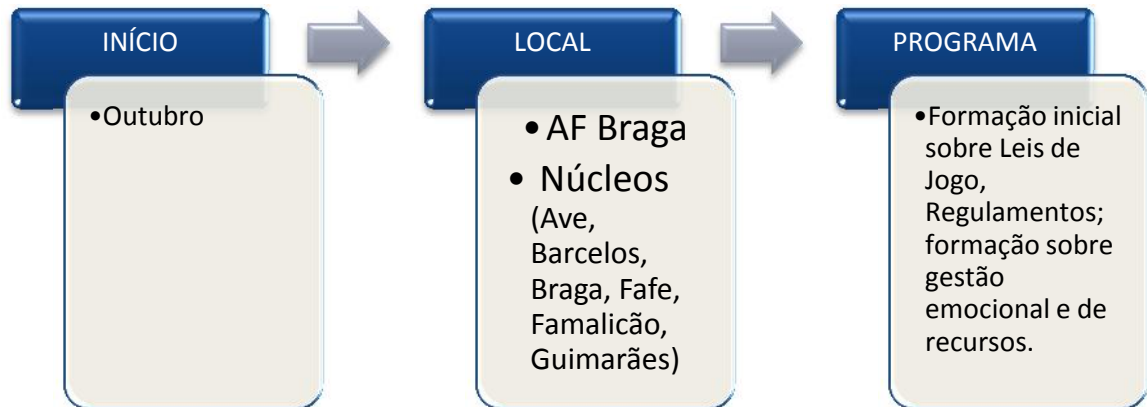 INÍCIO
•Outubro
LOCAL
•AF Braga
• Núcleos
(Ave,
Barcelos,
Braga, Fafe,
Famalicão,
Guimarães)
PROGRAMA
•Formação inicial
sobre Leis de
Jogo,
Regulamentos;
formação sobre
gestão
emocional e de
recursos.